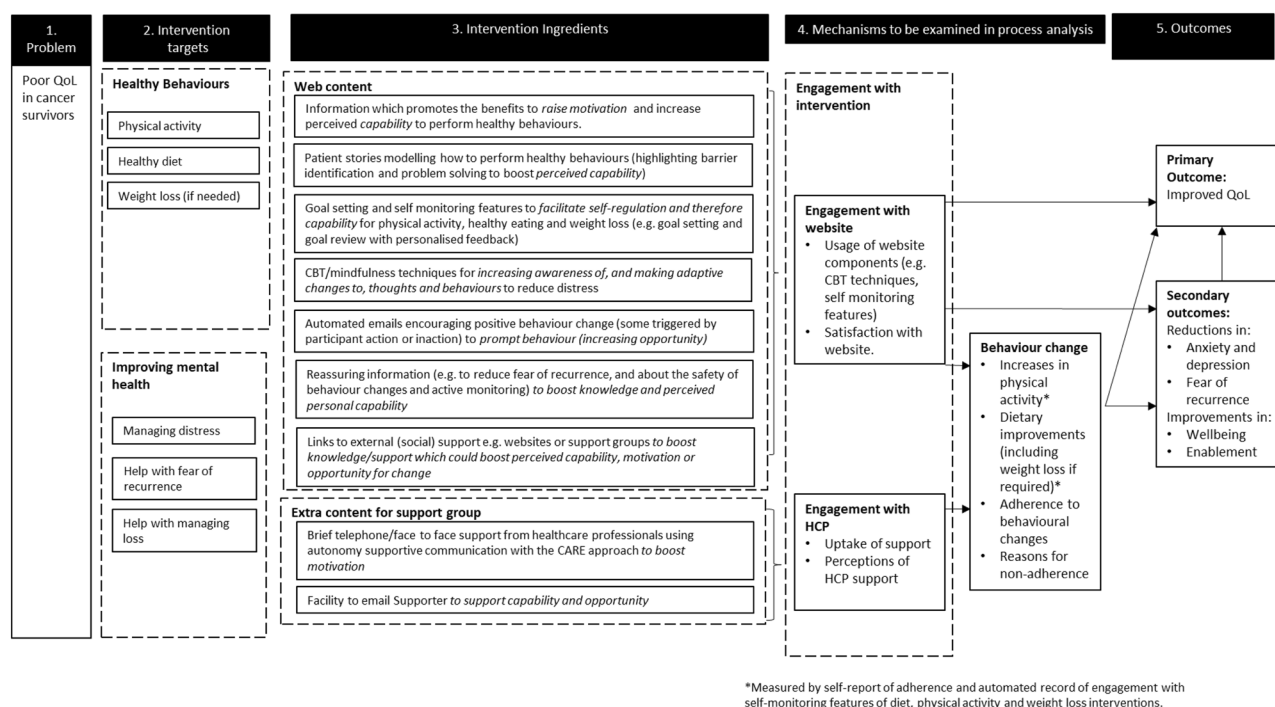 1.
Problem
2. Intervention
targets
3. Intervention Ingredients
4. Mechanisms to be examined in process analysis
5. Outcomes
Poor QoL
in cancer
survivors
Healthy Behaviours
Physical activity
Healthy diet
Weight loss (if needed)
Improving mental
health
Managing distress
Help with fear of
recurrence
Help with managing
loss
Web content
Information which promotes the benefits to raise motivation and increase
perceived capability to perform healthy behaviours.
Patient stories modelling how to perform healthy behaviours (highlighting barrier
identification and problem solving to boost perceived capability)
Goal setting and self monitoring features to facilitate self-regulation and therefore
capability for physical activity, healthy eating and weight loss (e.g. goal setting and
goal review with personalised feedback)
CBT/mindfulness techniques for increasing awareness of, and making adaptive
changes to, thoughts and behaviours to reduce distress
Automated emails encouraging positive behaviour change (some triggered by
participant action or inaction) to prompt behaviour (increasing opportunity)
Reassuring information (e.g. to reduce fear of recurrence, and about the safety of
behaviour changes and active monitoring) to boost knowledge and perceived
personal capability
Links to external (social) support e.g. websites or support groups to boost
knowledge/support which could boost perceived capability, motivation or
opportunity for change
Extra content for support group
Brief telephone/face to face support from healthcare professionals using
autonomy supportive communication with the CARE approach to boost
motivation
Facility to email Supporter to support capability and opportunity
Engagement with
intervention
Engagement with
website
• Usage of website
components (e.g.
CBT techniques,
self monitoring
features)
• Satisfaction with
website.
Engagement with
HCP
• Uptake of support
• Perceptions of
HCP support
Behaviour change
• Increases in
physical
activity*
• Dietary
improvements
(including
weight loss if
required)*
• Adherence to
behavioural
changes
• Reasons for
non-adherence
Primary
Outcome:
Improved QoL
Secondary
outcomes:
Reductions in:
• Anxiety and
depression
• Fear of
recurrence
Improvements in:
• Wellbeing
• Enablement
*Measured by self-report of adherence and automated record of engagement with
self-monitoring features of diet, physical activity and weight loss interventions.